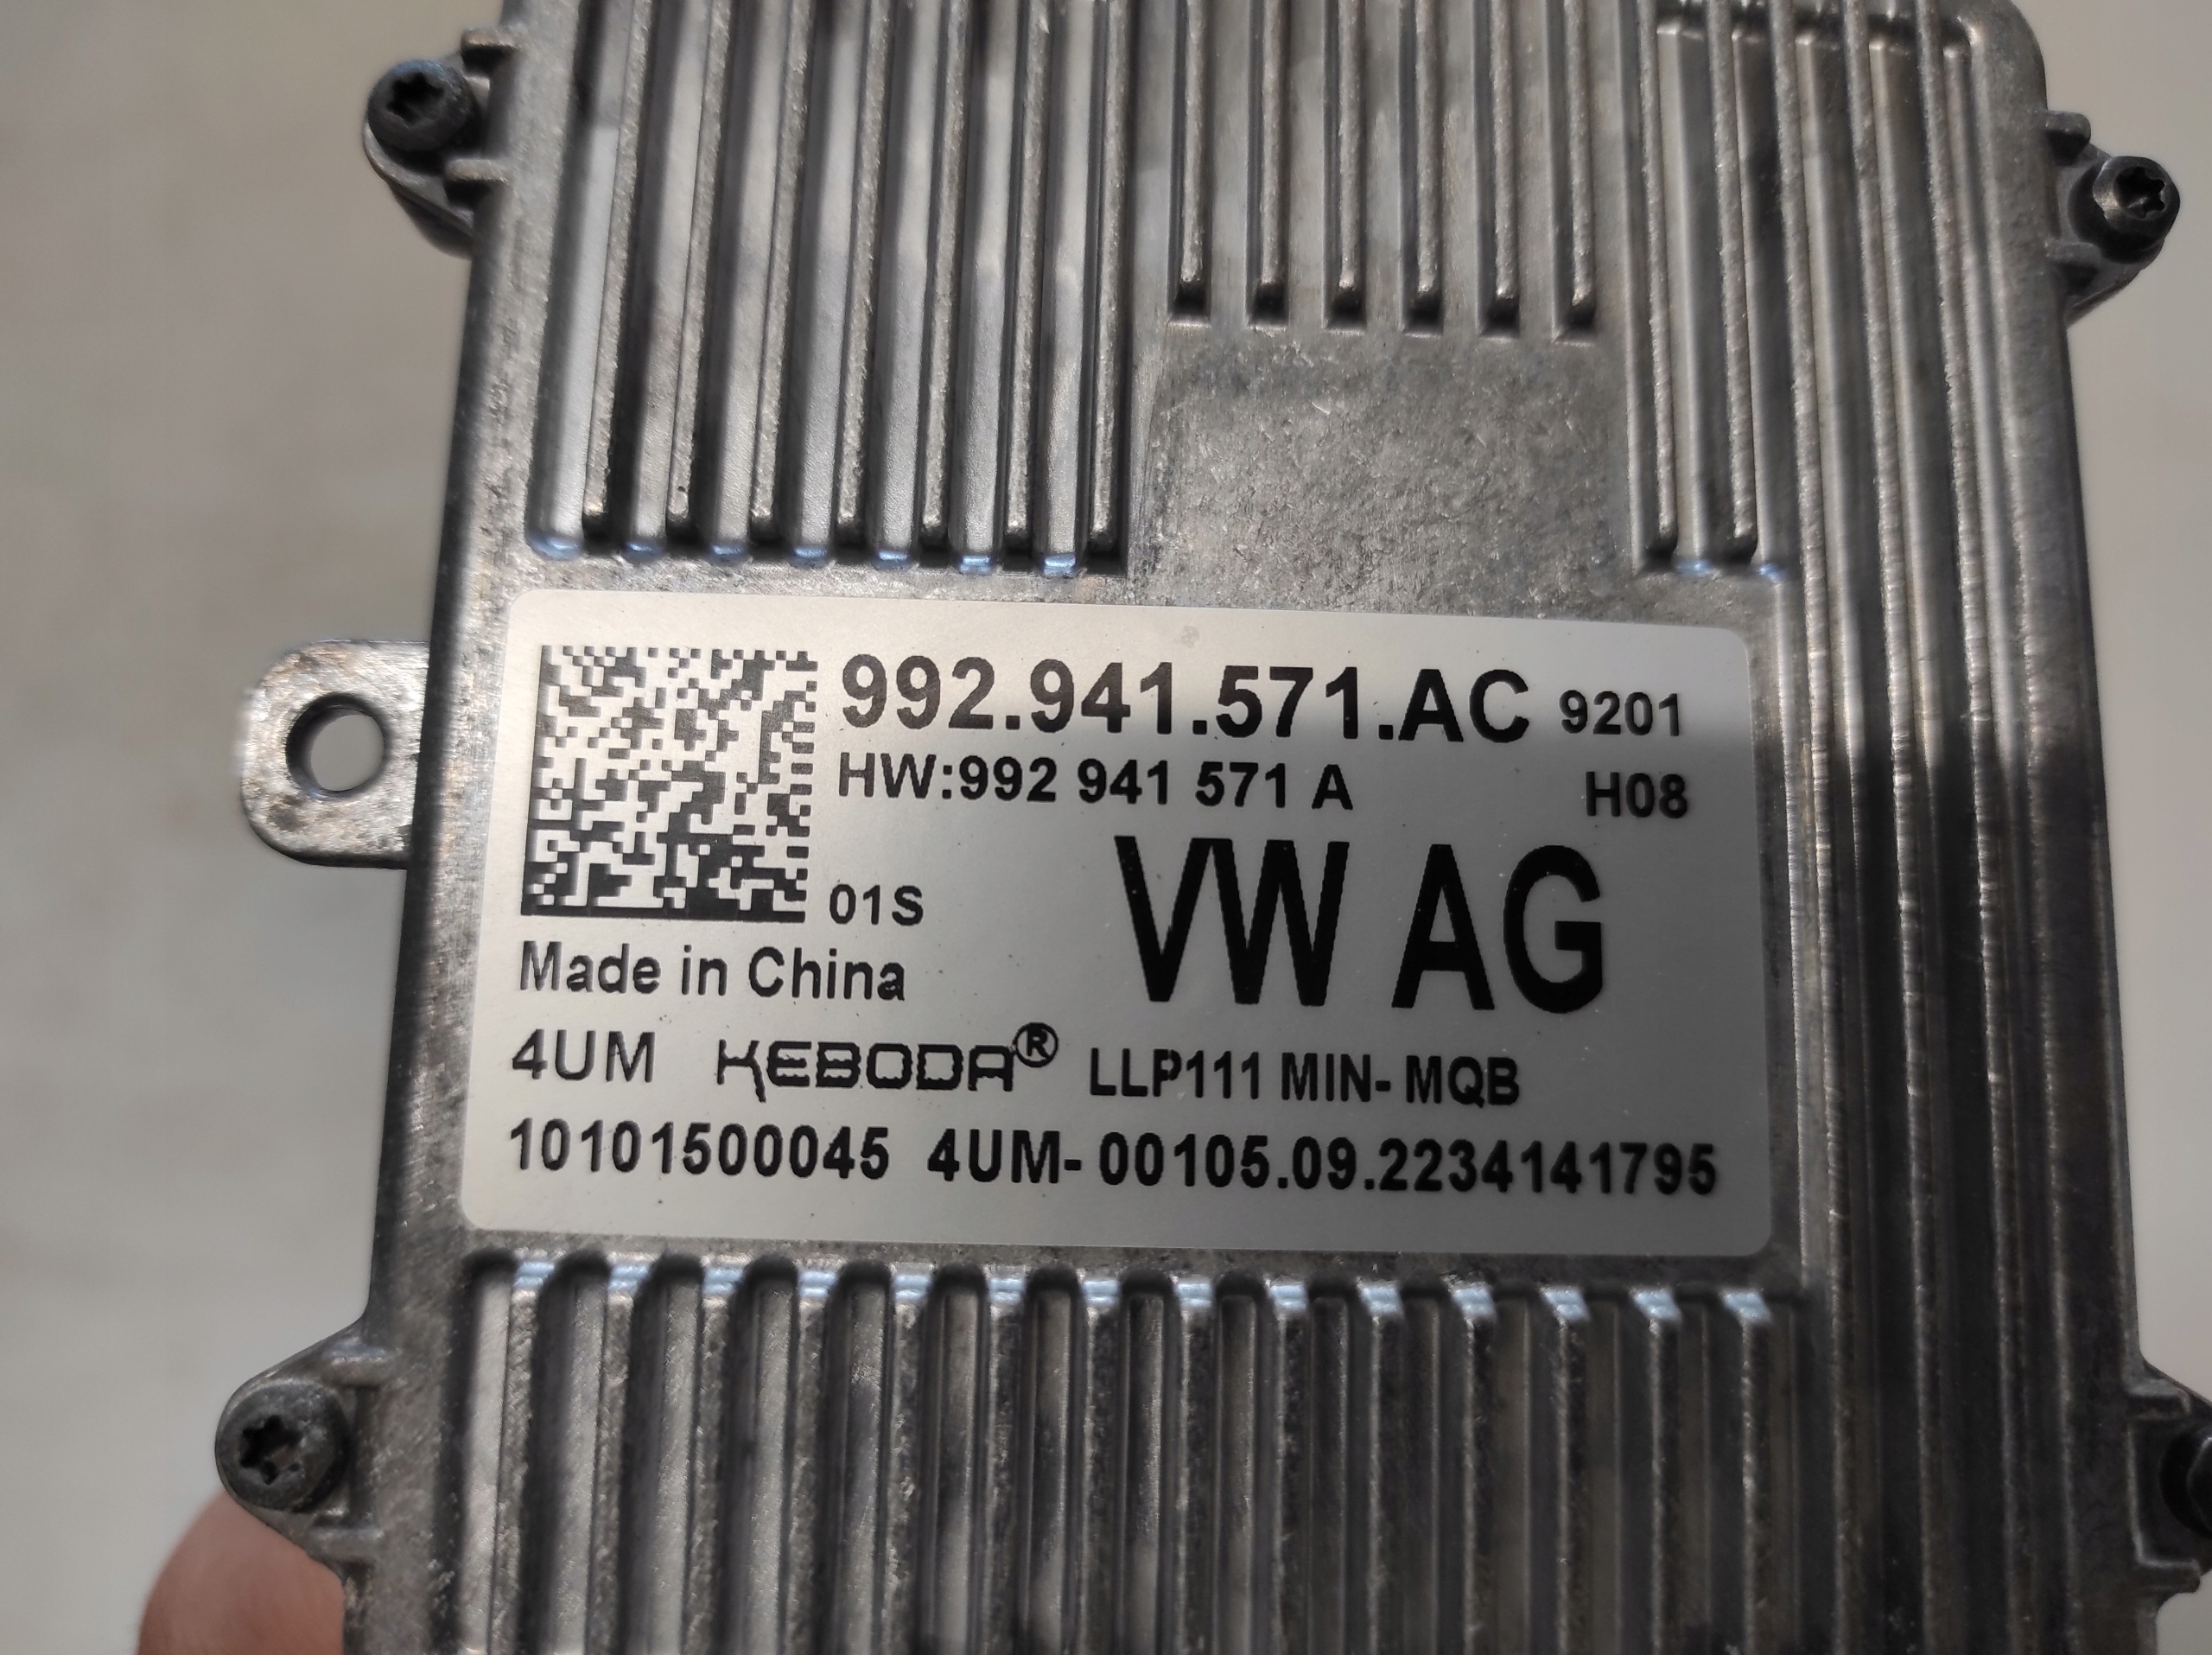 992.941.571.AC 9201
HW:992 941 571 A H08
01S VW AG
Made in China
4UM KEBODA® LLP111 MIN- MQB
10101500045 4UM- 00105.09.2234141795